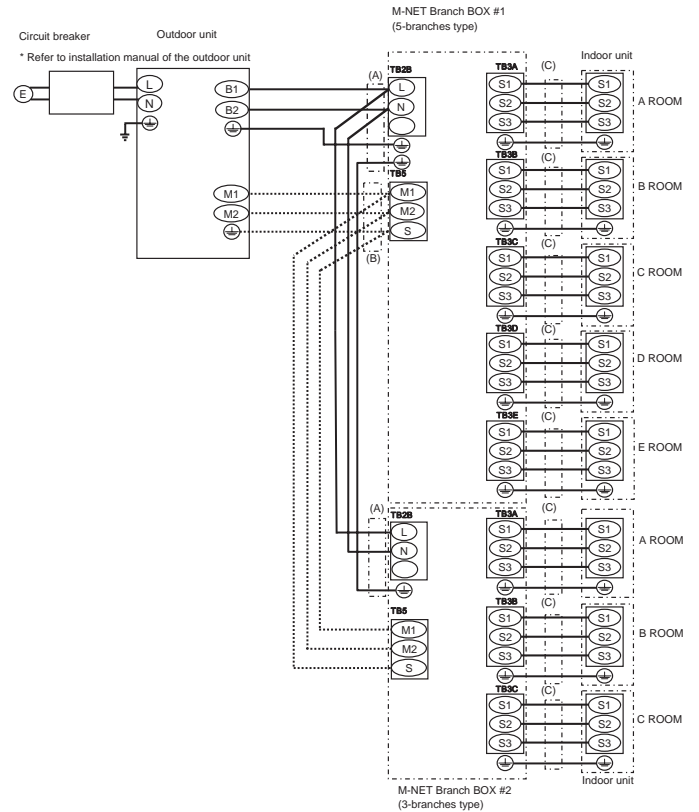 M-NET Branch BOX #1
(5-branches type)
Circuit breaker
Outdoor unit
* Refer to installation manual of the outdoor unit
Indoor unit
E
L
N
B1
B2
M1
M2
(A)
TB2B
L
N
TB5
M1
M2
S
(B)
TB3A
(C)
S1
S1
S2
S2
S3
S3
A ROOM
TB3B
(C)
S1
S1
S2
S2
S3
S3
B ROOM
TB3C
(C)
S1
S1
S2
S2
S3
S3
C ROOM
TB3D
(C)
S1
S1
S2
S2
S3
S3
D ROOM
TB3E
(C)
S1
S1
S2
S2
S3
S3
E ROOM
(A)
TB2B
L
N
TB5
M1
M2
S
TB3A
(C)
S1
S1
S2
S2
S3
S3
A ROOM
TB3B
(C)
S1
S1
S2
S2
S3
S3
B ROOM
TB3C
(C)
S1
S1
S2
S2
S3
S3
C ROOM
Indoor unit
M-NET Branch BOX #2
(3-branches type)